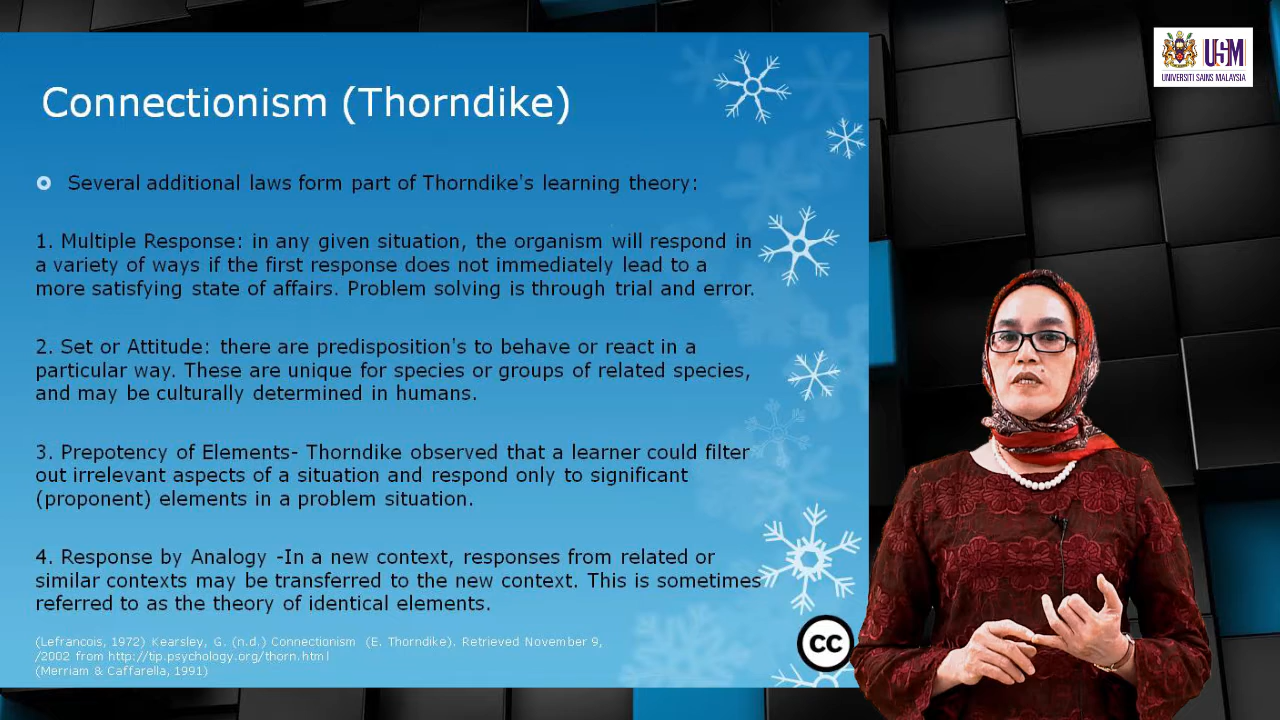 USM
UNIVERSITI SAINS MALAYSIA
Connectionism (Thorndike)
Several additional laws form part of Thorndike's learning theory:
1. Multiple Response: in any given situation, the organism will respond in
a variety of ways if the first response does not immediately lead to a
more satisfying state of affairs. Problem solving is through trial and error.
2. Set or Attitude: there are predisposition's to behave or react in a
particular way. These are unique for species or groups of related species,
and may be culturally determined in humans.
3. Prepotency of Elements- Thorndike observed that a learner could filter
out irrelevant aspects of a situation and respond only to significant
(proponent) elements in a problem situation.
4. Response by Analogy -In a new context, responses from related or
similar contexts may be transferred to the new context. This is sometimes
referred to as the theory of identical elements.
(Lefrancois, 1972) Kearsley, G. (n.d.) Connectionism (E. Thorndike). Retrieved November 9,
/2002 from http://tip.psychology.org/thorn.html
(Merriam & Caffarella, 1991)
CC